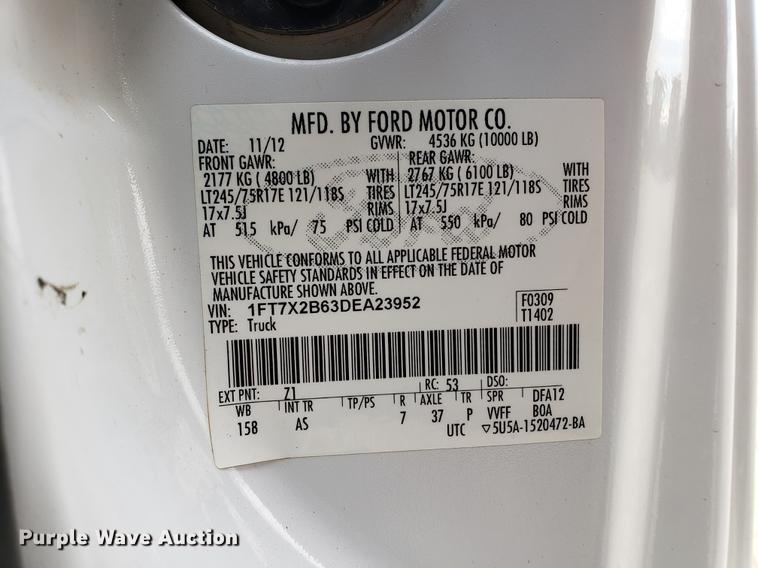 MFD. BY FORD MOTOR CO.
DATE: 11/12 GVWR: 4536 KG (10000 LB)
FRONT GAWR: REAR GAWR:
2177 KG ( 4800 LB) WITH 2767 KG ( 6100 LB) WITH
LT245/75R17E 121/118S TIRES LT245/75R17E 121/118S TIRES
17x7.5J RIMS 17x7.5J RIMS
AT 515 kPa/ 75 PSI COLD AT 550 kPa/ 80 PSI COLD
THIS VEHICLE CONFORMS TO ALL APPLICABLE FEDERAL MOTOR
VEHICLE SAFETY STANDARDS IN EFFECT ON THE DATE OF
MANUFACTURE SHOWN ABOVE.
VIN: 1FT7X2B63DEA23952 F0309
TYPE: Truck T1402
EXT PNT: Z1 RC: 53 DSO:
WB INT TR TP/PS R AXLE TR SPR DFA12
158 AS 7 37 P VVFF BOA
UTC ▽5U5A-1520472-BA
Purple Wave Auction